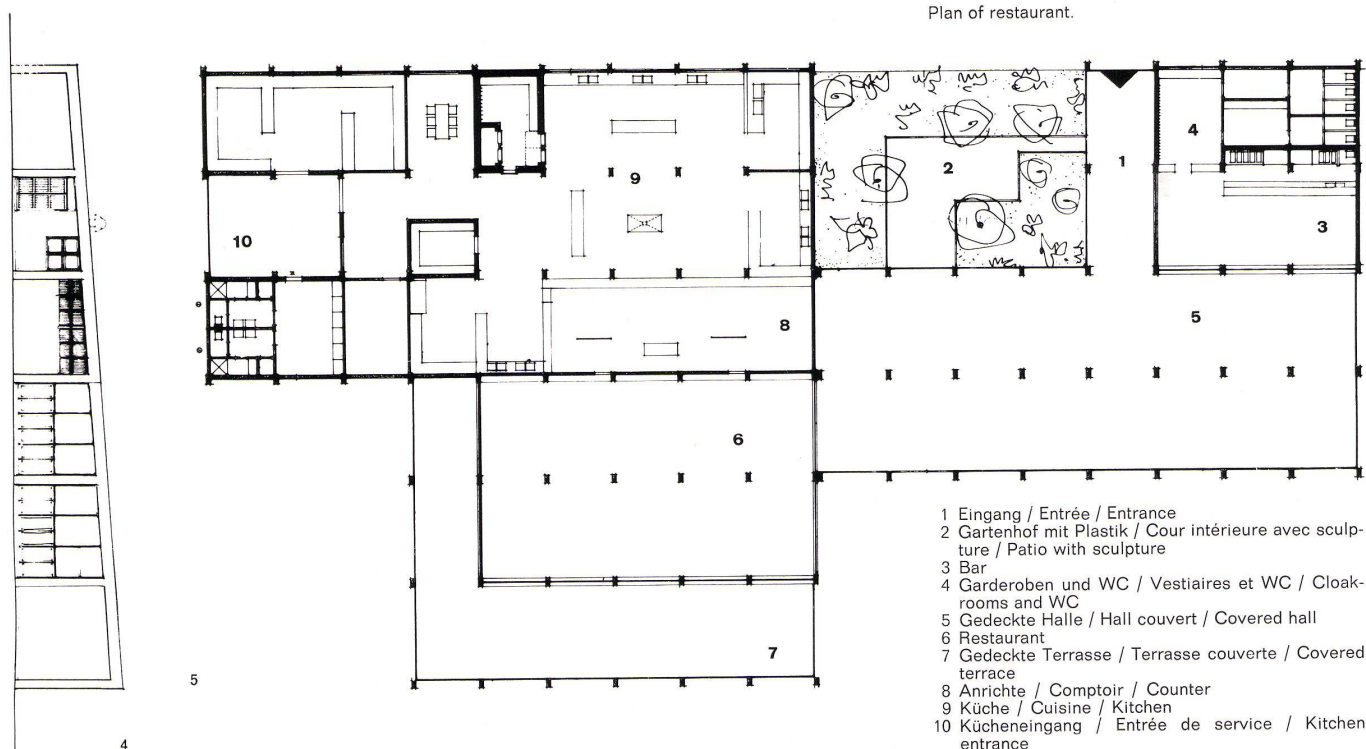 Plan of restaurant.
4
9
2
1
10
3
8
5
6
7
1 Eingang / Entrée / Entrance
2 Gartenhof mit Plastik / Cour intérieure avec sculp-
ture / Patio with sculpture
3 Bar
4 Garderoben und WC / Vestiaires et WC / Cloak-
rooms and WC
5 Gedeckte Halle / Hall couvert / Covered hall
6 Restaurant
7 Gedeckte Terrasse / Terrasse couverte / Covered
terrace
8 Anrichte / Comptoir / Counter
9 Küche / Cuisine / Kitchen
10 Kücheneingang / Entrée de service / Kitchen
entrance
5
4